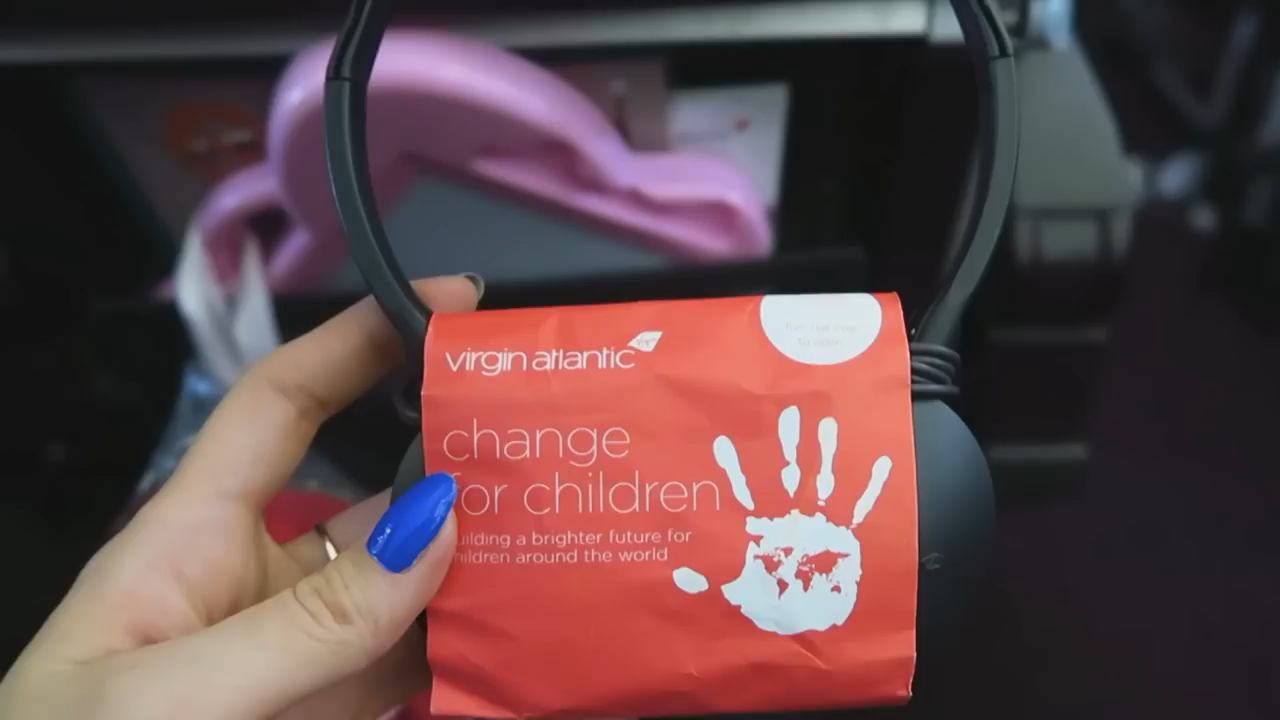 virgin atlantic
change
for children
uilding a brighter future for
hildren around the world